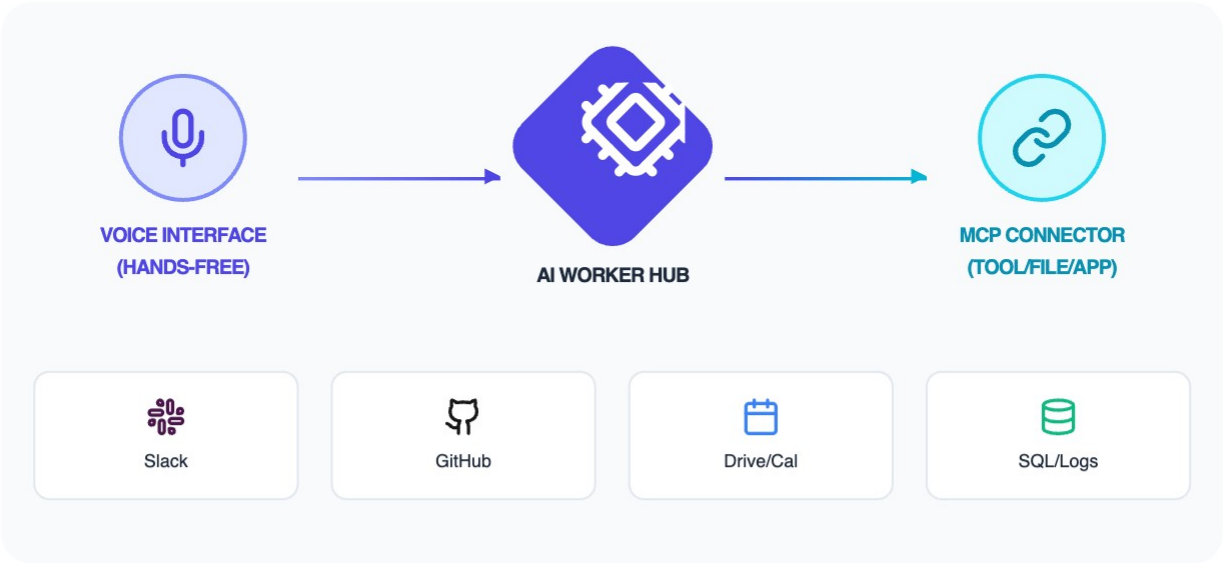 VOICE INTERFACE
(HANDS-FREE)
AI WORKER HUB
MCP CONNECTOR
(TOOL/FILE/APP)
Slack
GitHub
Drive/Cal
SQL/Logs